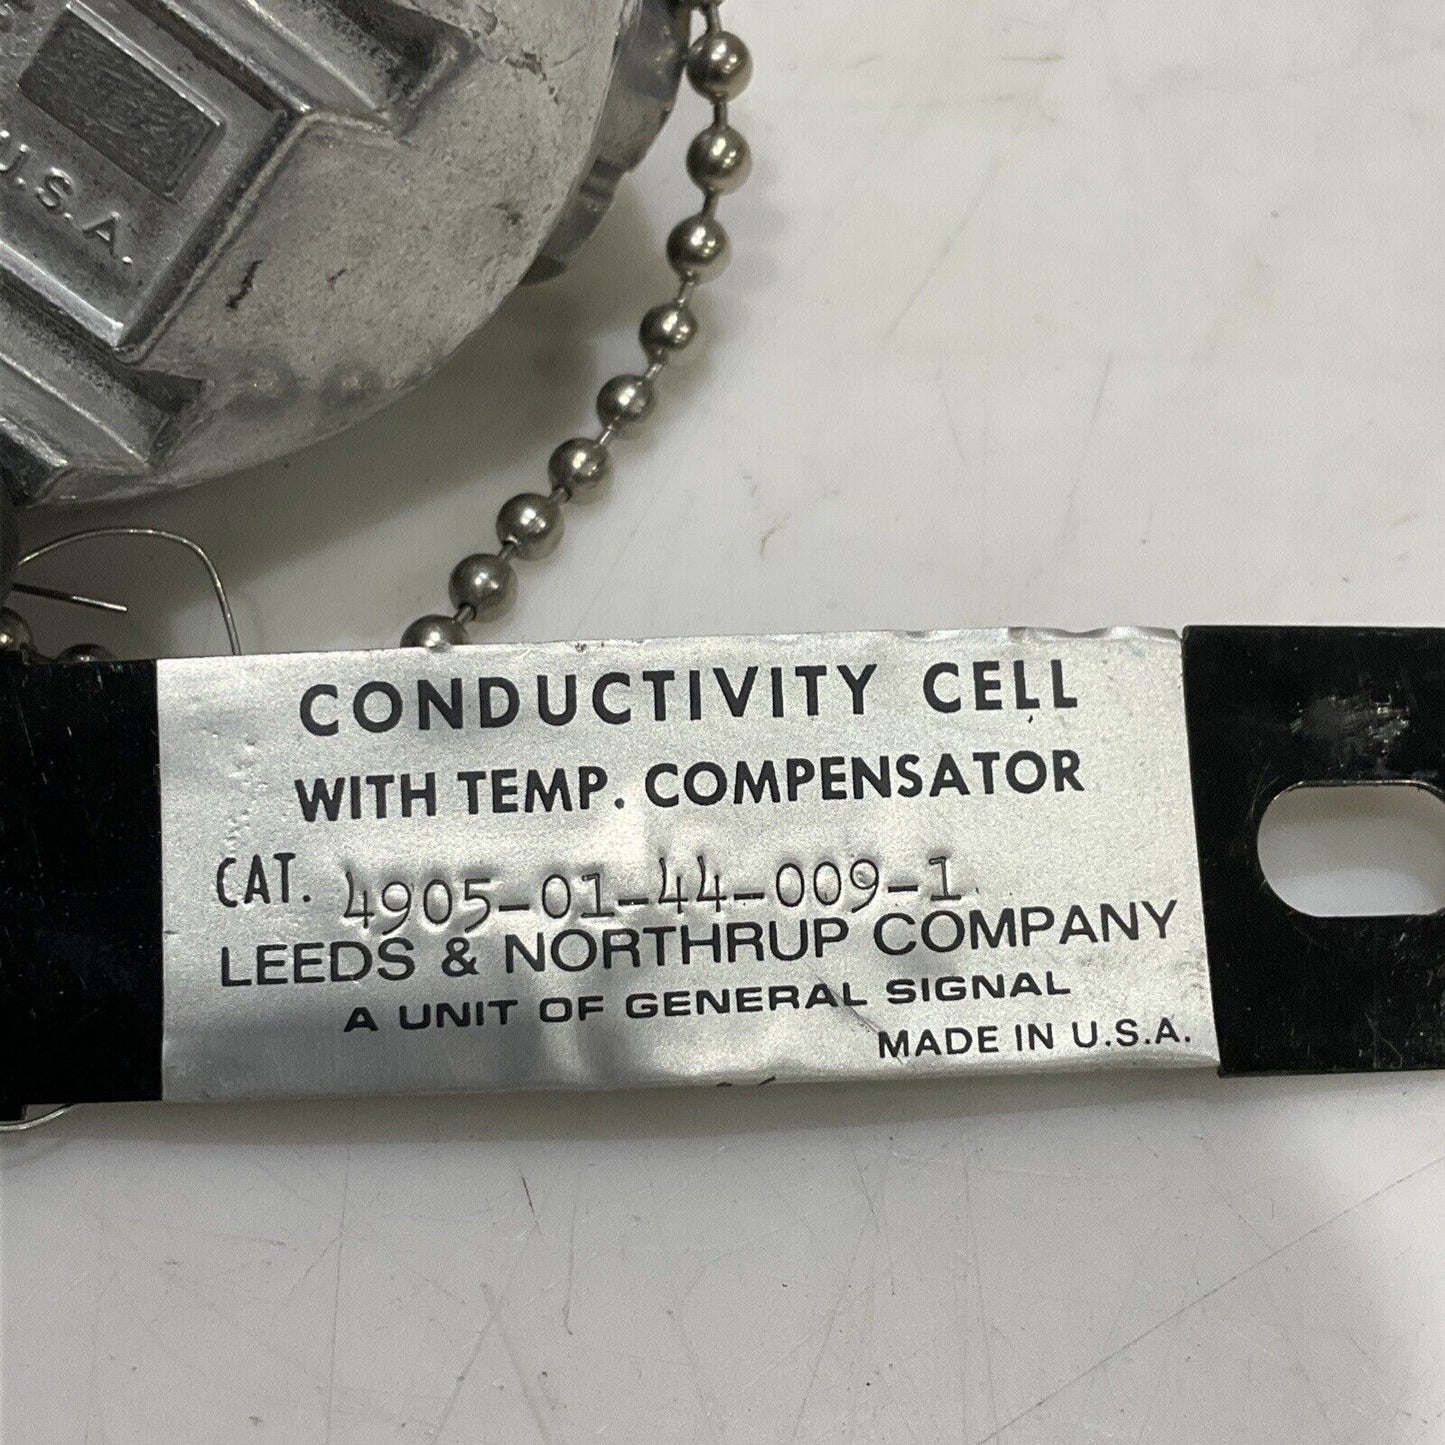 U.S.A.
CONDUCTIVITY CELL
WITH TEMP. COMPENSATOR
CAT. 4905-01-44-009-1
LEEDS & NORTHRUP COMPANY
A UNIT OF GENERAL SIGNAL
MADE IN U.S.A.